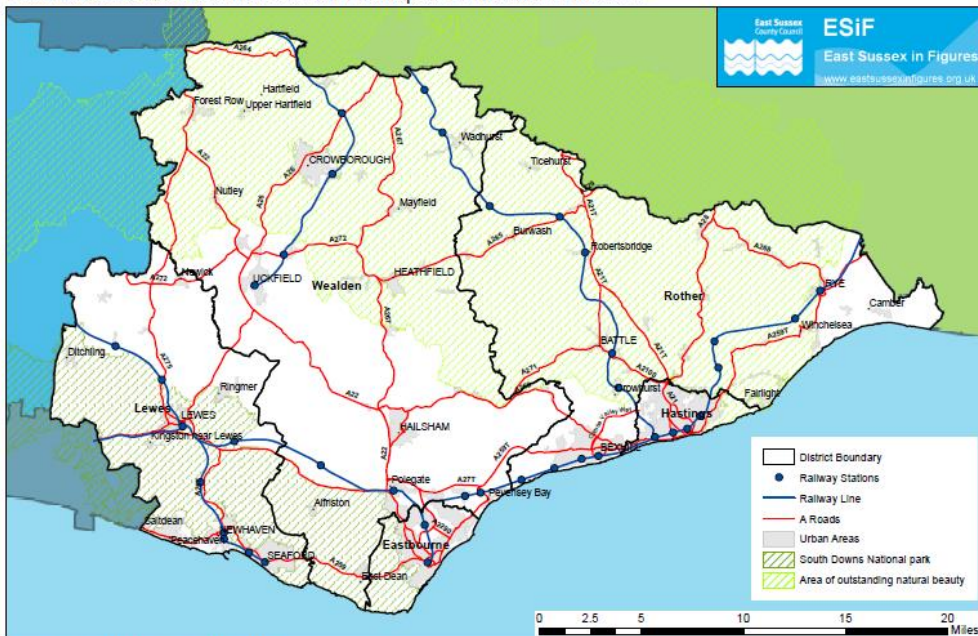 East Sussex
County Council
ESiF
East Sussex in Figures
www.eastsussexinfigures.org.uk
A264
Hartfield
Forest Row
Upper Hartfield
A267
Wadhurst
A22
CROWBOROUGH
A26
Ticehurst
Nutley
A26
Mayfield
A21T
A28
Burwash
A265
A268
A272
Robertsbridge
A272
Newick
UCKFIELD
HEATHFIELD
Wealden
A21T
Rother
RYE
Camber
A267
Winchelsea
A259T
Ditchling
A275
BATTLE
A21T
A271
A2100
Crowhurst
Ringmer
A22
Fairlight
Lewes
LEWES
Hastings
HAILSHAM
Kingston near Lewes
BEXHILL
A22
A259T
Polegate
A27T
Pevensey Bay
Alfriston
Saltdean
NEWHAVEN
Peacehaven
Eastbourne
SEAFORD
A259
East Dean
District Boundary
Railway Stations
Railway Line
A Roads
Urban Areas
South Downs National park
Area of outstanding natural beauty
0 2.5 5 10 15 20
Miles